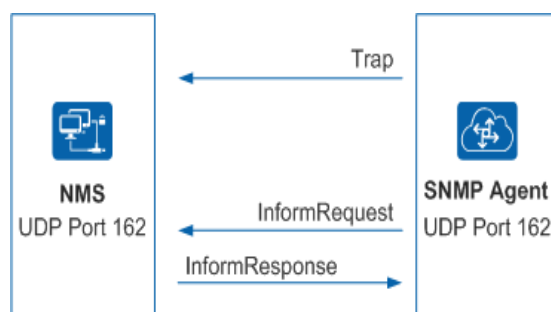 Trap
NMS
UDP Port 162
SNMP Agent
UDP Port 162
InformRequest
InformResponse